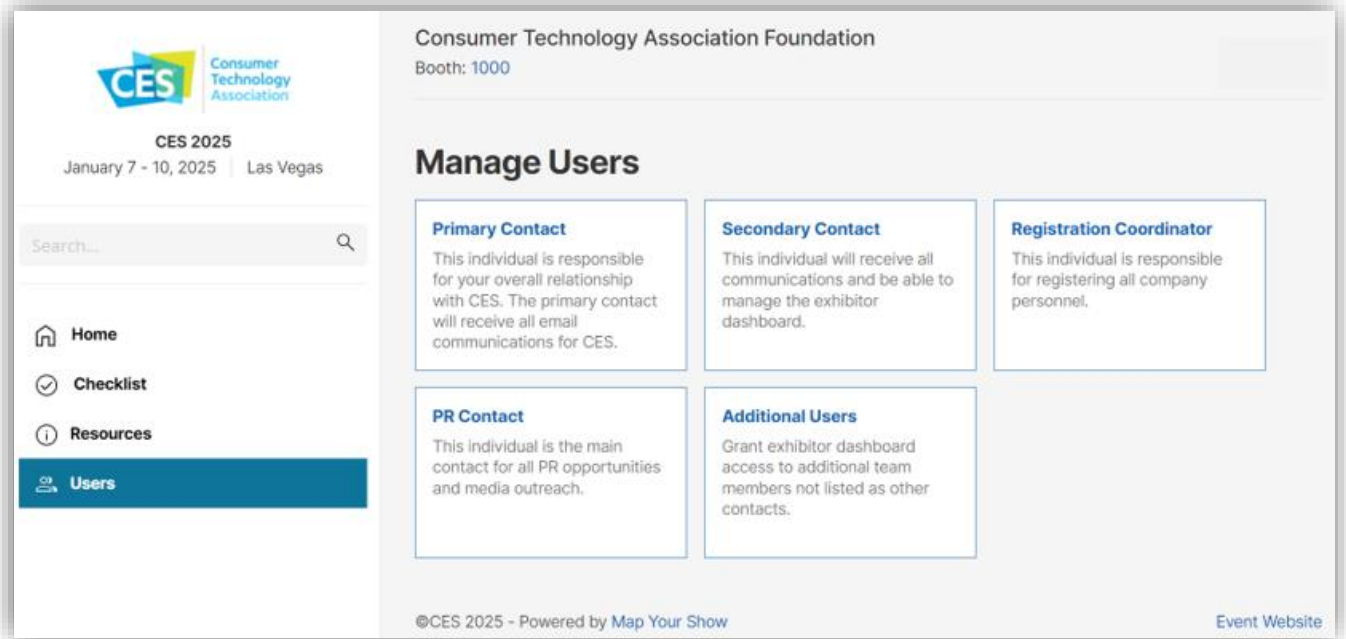 CES
Consumer
Technology
Association
CES 2025
January 7 - 10, 2025 | Las Vegas
Search...
Home
Checklist
Resources
Users
Consumer Technology Association Foundation
Booth: 1000
Manage Users
Primary Contact
This individual is responsible
for your overall relationship
with CES. The primary contact
will receive all email
communications for CES.
Secondary Contact
This individual will receive all
communications and be able to
manage the exhibitor
dashboard.
Registration Coordinator
This individual is responsible
for registering all company
personnel.
PR Contact
This individual is the main
contact for all PR opportunities
and media outreach.
Additional Users
Grant exhibitor dashboard
access to additional team
members not listed as other
contacts.
©CES 2025 - Powered by Map Your Show
Event Website